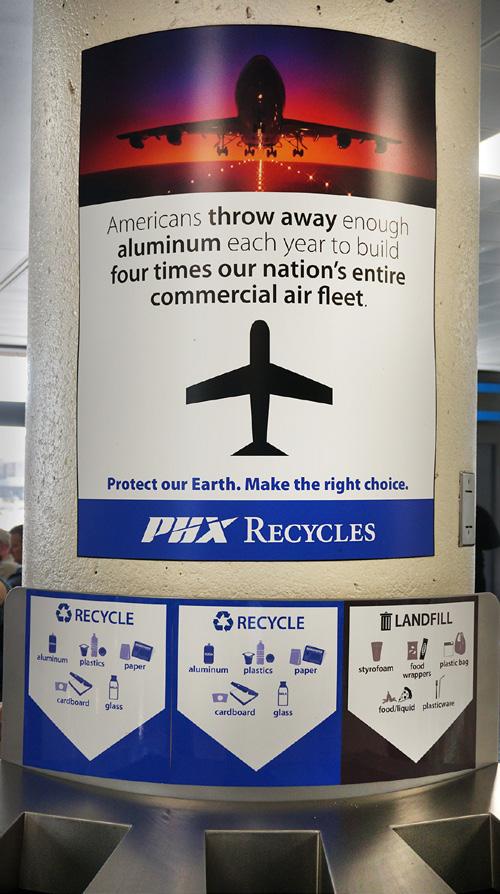 Americans throw away enough
aluminum each year to build
four times our nation's entire
commercial air fleet.
Protect our Earth. Make the right choice.
PHX RECYCLES
RECYCLE
aluminum plastics paper
cardboard glass
RECYCLE
aluminum plastics paper
cardboard glass
LANDFILL
styrofoam food wrappers plastic bag
food/liquid plasticware